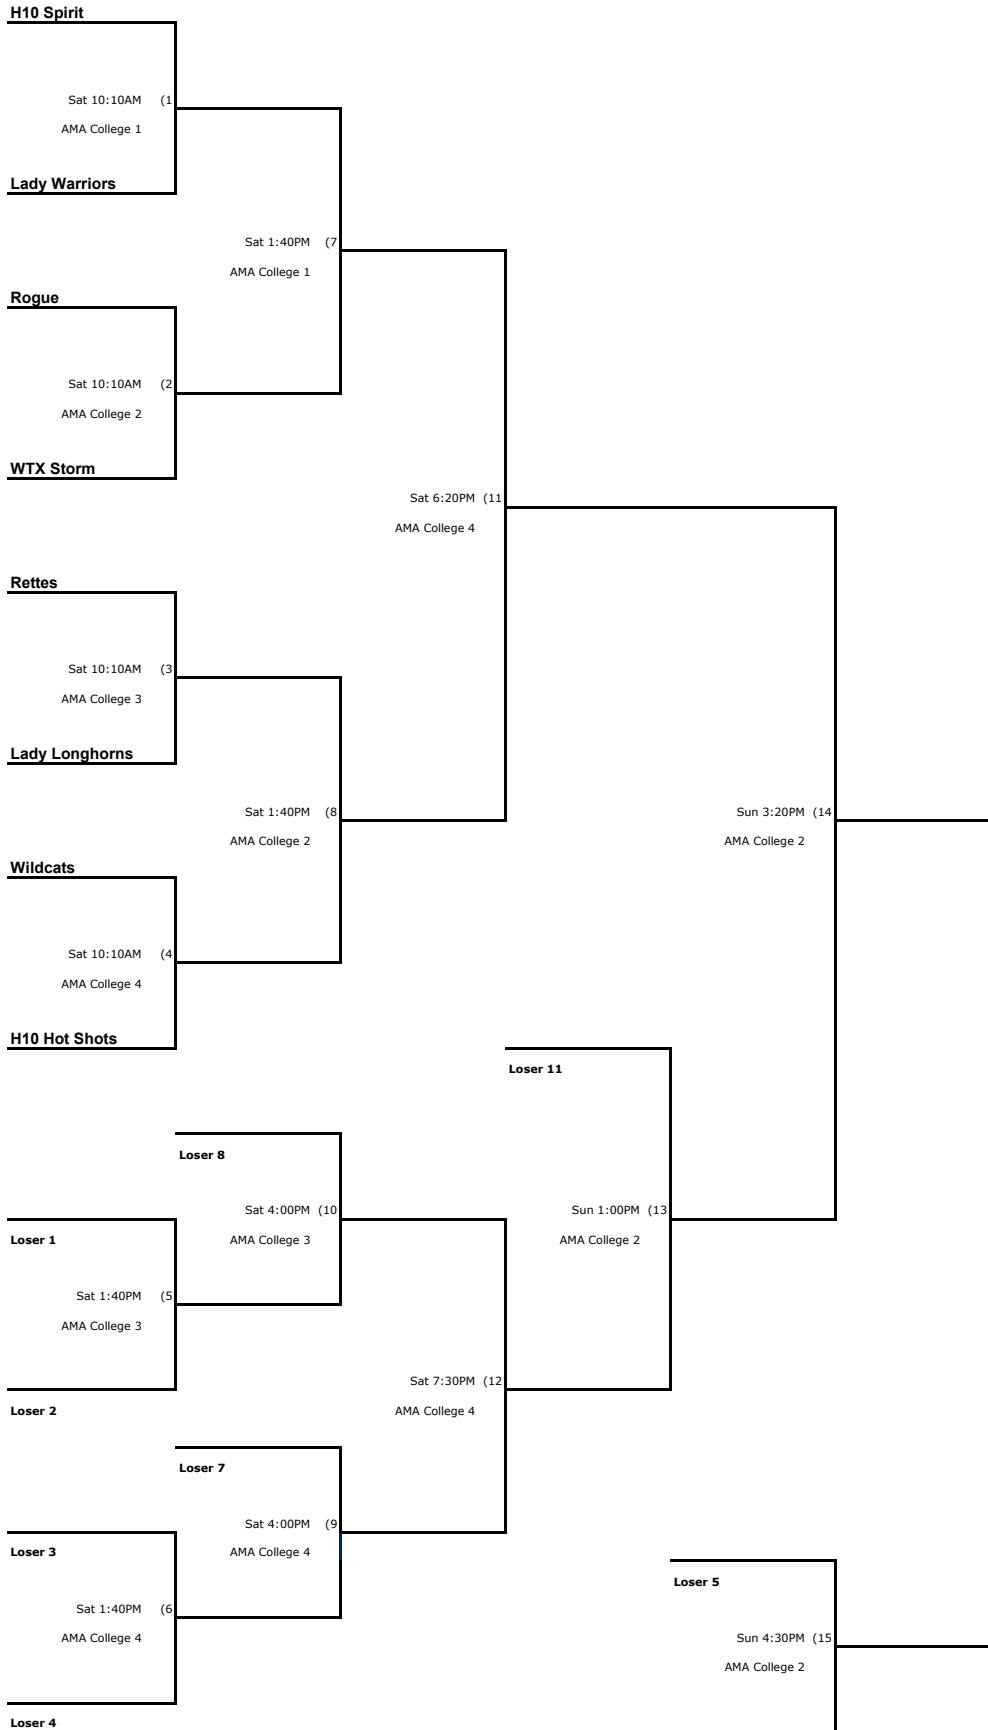 H10 Spirit
Sat 10:10AM (1
AMA College 1
Lady Warriors
Sat 1:40PM (7
AMA College 1
Rogue
Sat 10:10AM (2
AMA College 2
WTX Storm
Sat 6:20PM (11
AMA College 4
Rettes
Sat 10:10AM (3
AMA College 3
Lady Longhorns
Sat 1:40PM (8
AMA College 2
Sun 3:20PM (14
AMA College 2
Wildcats
Sat 10:10AM (4
AMA College 4
H10 Hot Shots
Loser 11
Loser 8
Sat 4:00PM (10
AMA College 3
Sun 1:00PM (13
AMA College 2
Loser 1
Sat 1:40PM (5
AMA College 3
Loser 2
Sat 7:30PM (12
AMA College 4
Loser 7
Sat 4:00PM (9
AMA College 4
Loser 3
Sat 1:40PM (6
AMA College 4
Loser 4
Loser 5
Sun 4:30PM (15
AMA College 2